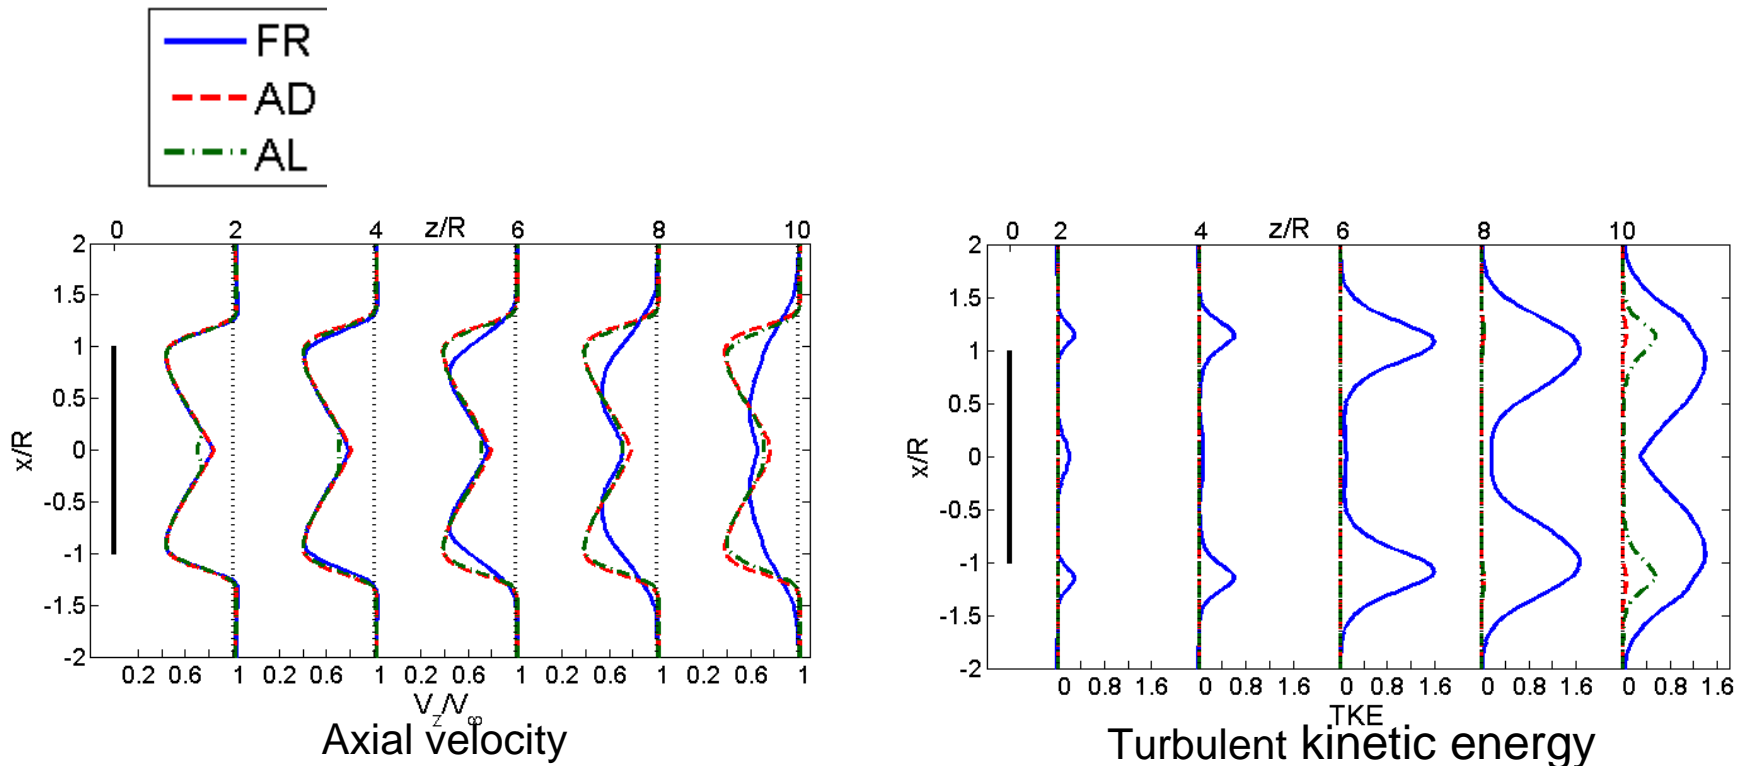 FR
AD
AL
0 2 4 z/R 6 8 10
2
1.5
1
0.5
0
-0.5
-1
-1.5
-2
x/R
0.2 0.6 1 0.2 0.6 1 0.2 0.6 1 0.2 0.6 1 0.2 0.6 1
V_z/V_∞
Axial velocity
0 2 4 z/R 6 8 10
2
1.5
1
0.5
0
-0.5
-1
-1.5
-2
x/R
0 0.8 1.6 0 0.8 1.6 0 0.8 1.6 0 0.8 1.6 0 0.8 1.6
TKE
Turbulent kinetic energy